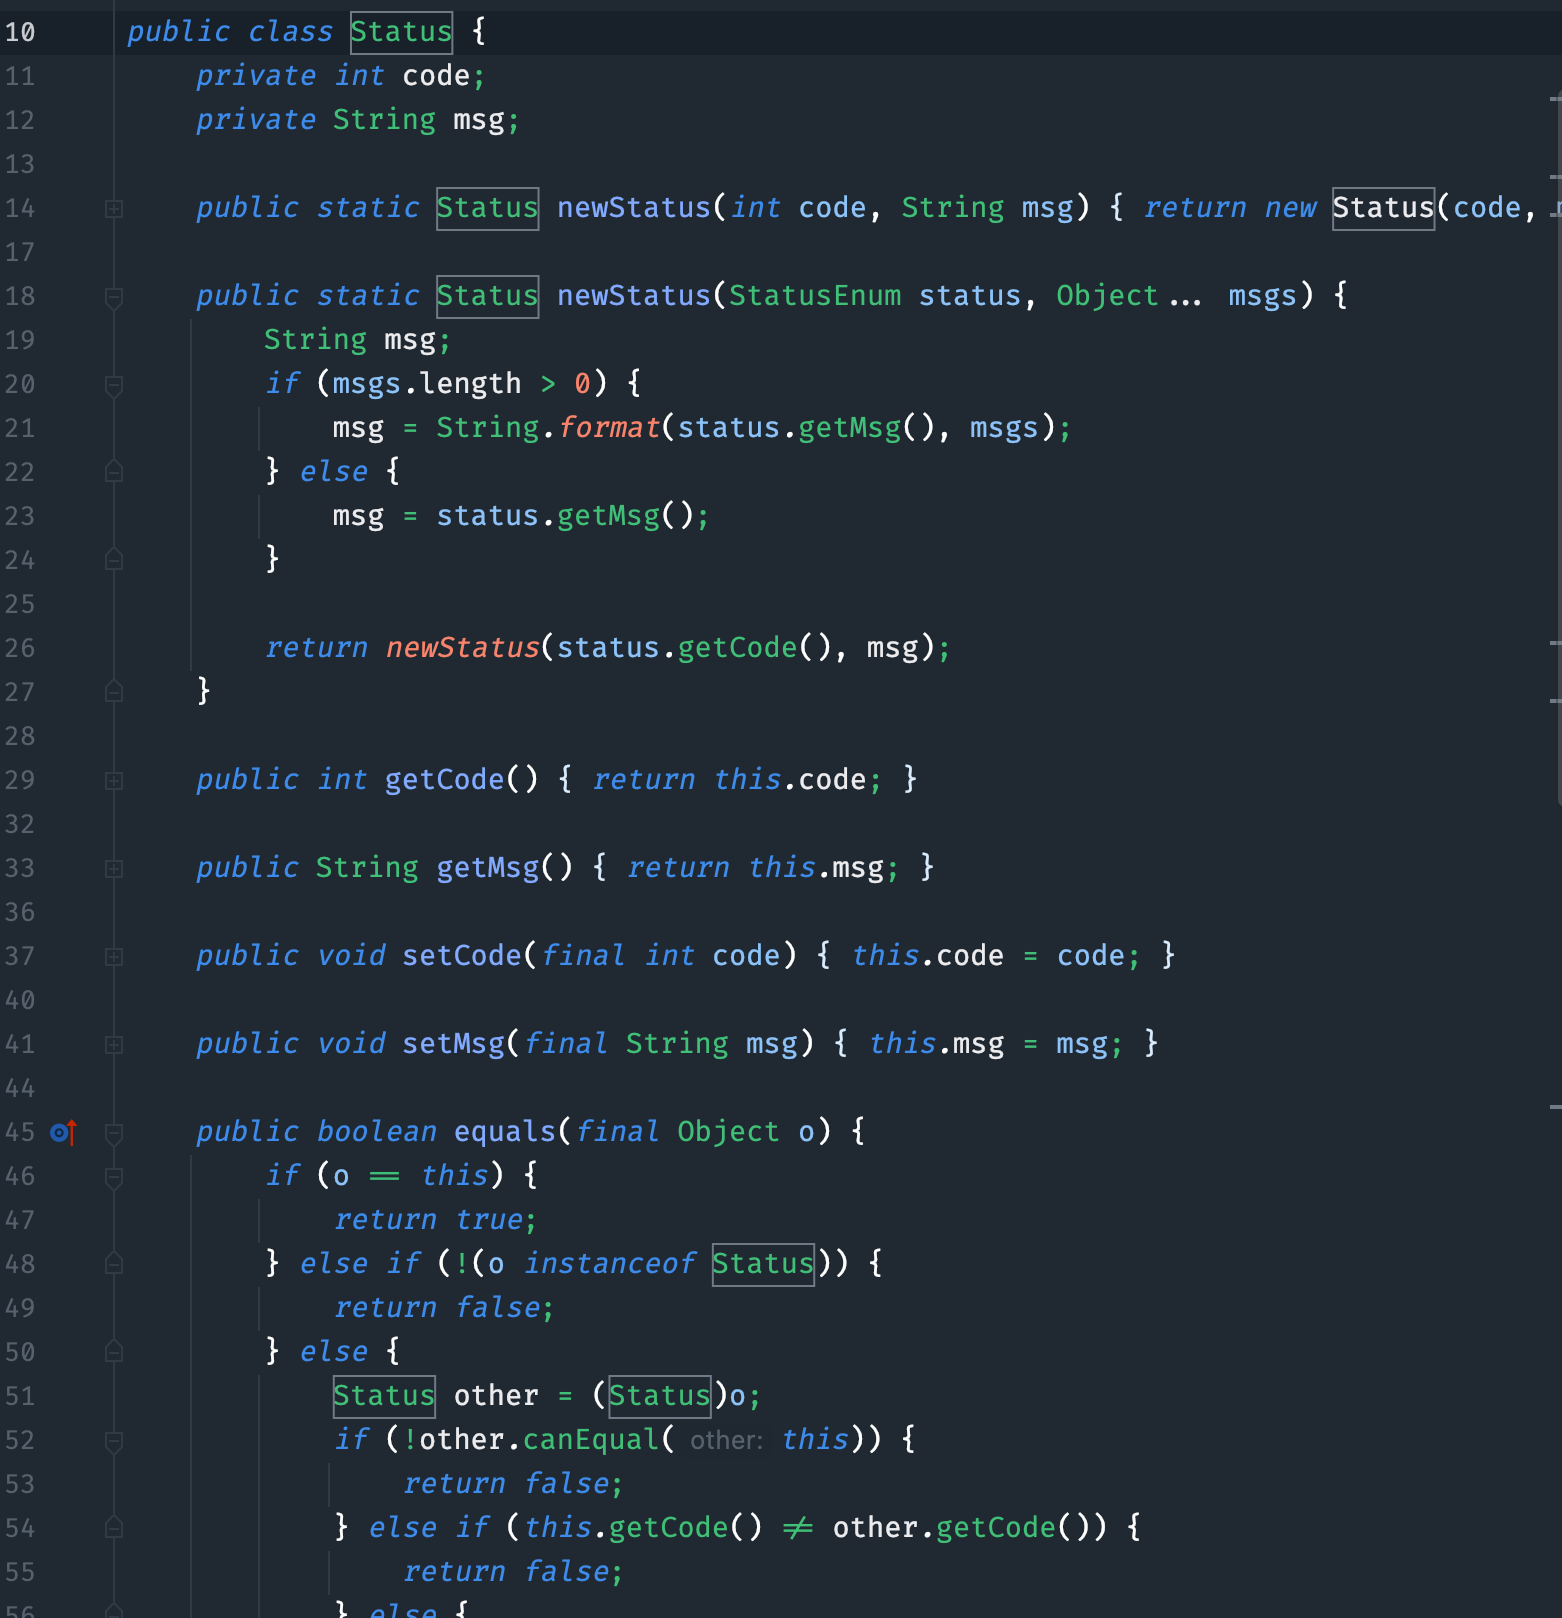 10 public class Status {
11 private int code;
12 private String msg;
13
14 public static Status newStatus(int code, String msg) { return new Status(code,
17
18 public static Status newStatus(StatusEnum status, Object... msgs) {
19 String msg;
20 if (msgs.length > 0) {
21 msg = String.format(status.getMsg(), msgs);
22 } else {
23 msg = status.getMsg();
24 }
25
26 return newStatus(status.getCode(), msg);
27 }
28
29 public int getCode() { return this.code; }
32
33 public String getMsg() { return this.msg; }
36
37 public void setCode(final int code) { this.code = code; }
40
41 public void setMsg(final String msg) { this.msg = msg; }
44
45 public boolean equals(final Object o) {
46 if (o == this) {
47 return true;
48 } else if (!(o instanceof Status)) {
49 return false;
50 } else {
51 Status other = (Status)o;
52 if (!other.canEqual( other: this)) {
53 return false;
54 } else if (this.getCode() != other.getCode()) {
55 return false;
56 } else {